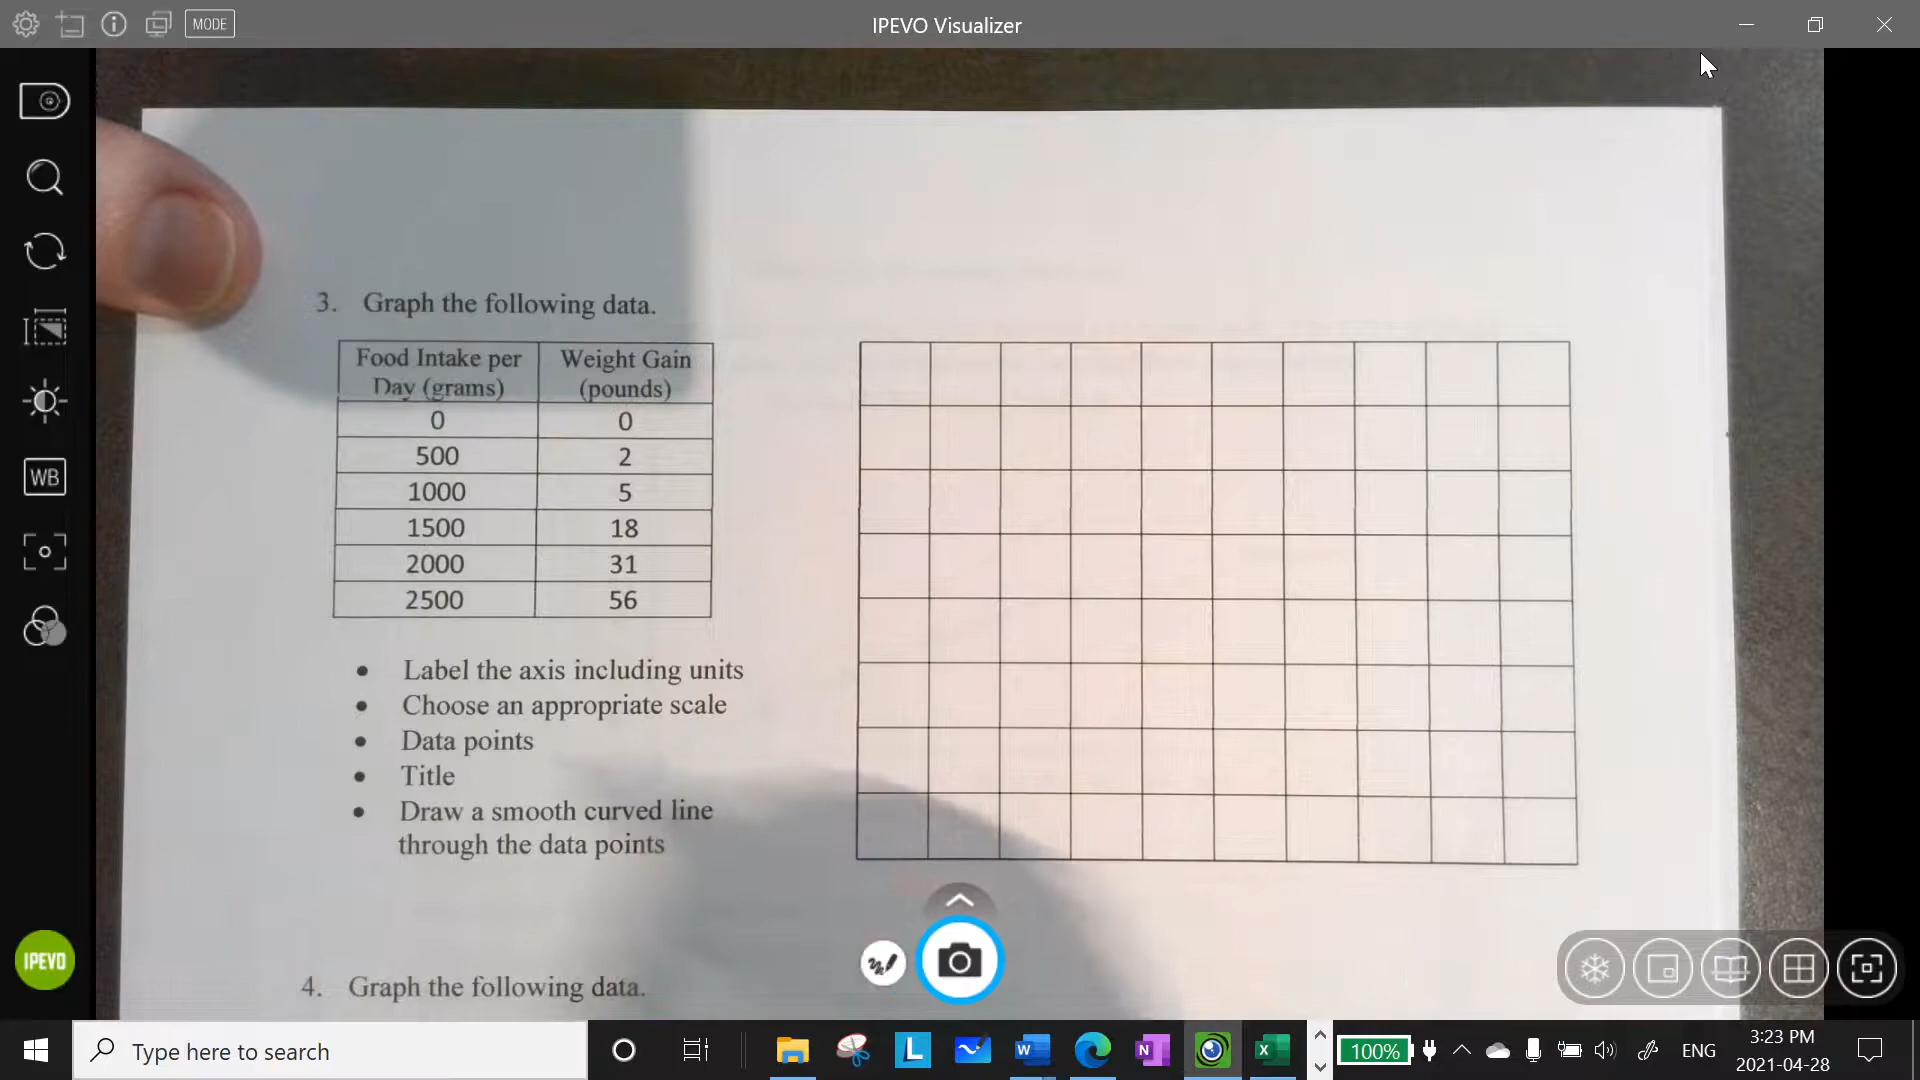 MODE
IPEVO Visualizer
WB
3. Graph the following data.
Food Intake per Day (grams) Weight Gain (pounds)
0 0
500 2
1000 5
1500 18
2000 31
2500 56
• Label the axis including units
• Choose an appropriate scale
• Data points
• Title
• Draw a smooth curved line
through the data points
IPEVO
4. Graph the following data.
Type here to search
L
W
N
X
100%
ENG
3:23 PM
2021-04-28